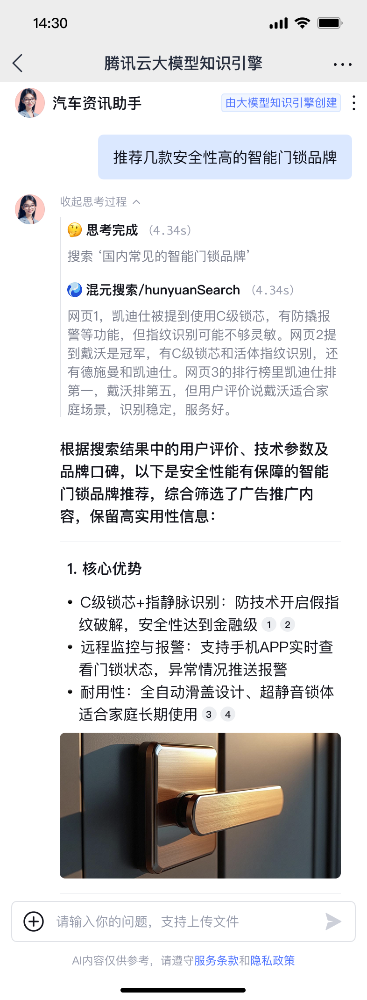 14:30
腾讯云大模型知识引擎
汽车资讯助手
由大模型知识引擎创建
推荐几款安全性高的智能门锁品牌
收起思考过程
思考完成 (4.34s)
搜索 ‘国内常见的智能门锁品牌’
混元搜索/hunyuanSearch (4.34s)
网页1，凯迪仕被提到使用C级锁芯，有防撬报
警等功能，但指纹识别可能不够灵敏。网页2提
到戴沃是冠军，有C级锁芯和活体指纹识别，还
有德施曼和凯迪仕。网页3的排行榜里凯迪仕排
第一，戴沃排第五，但用户评价说戴沃适合家
庭场景，识别稳定，服务好。
根据搜索结果中的用户评价、技术参数及
品牌口碑，以下是安全性能有保障的智能
门锁品牌推荐，综合筛选了广告推广内
容，保留高实用性信息：
1. 核心优势
• C级锁芯+指静脉识别：防技术开启假指
纹破解，安全性达到金融级 1 2
• 远程监控与报警：支持手机APP实时查
看门锁状态，异常情况推送报警
• 耐用性：全自动滑盖设计、超静音锁体
适合家庭长期使用 3 4
请输入你的问题，支持上传文件
AI内容仅供参考，请遵守服务条款和隐私政策